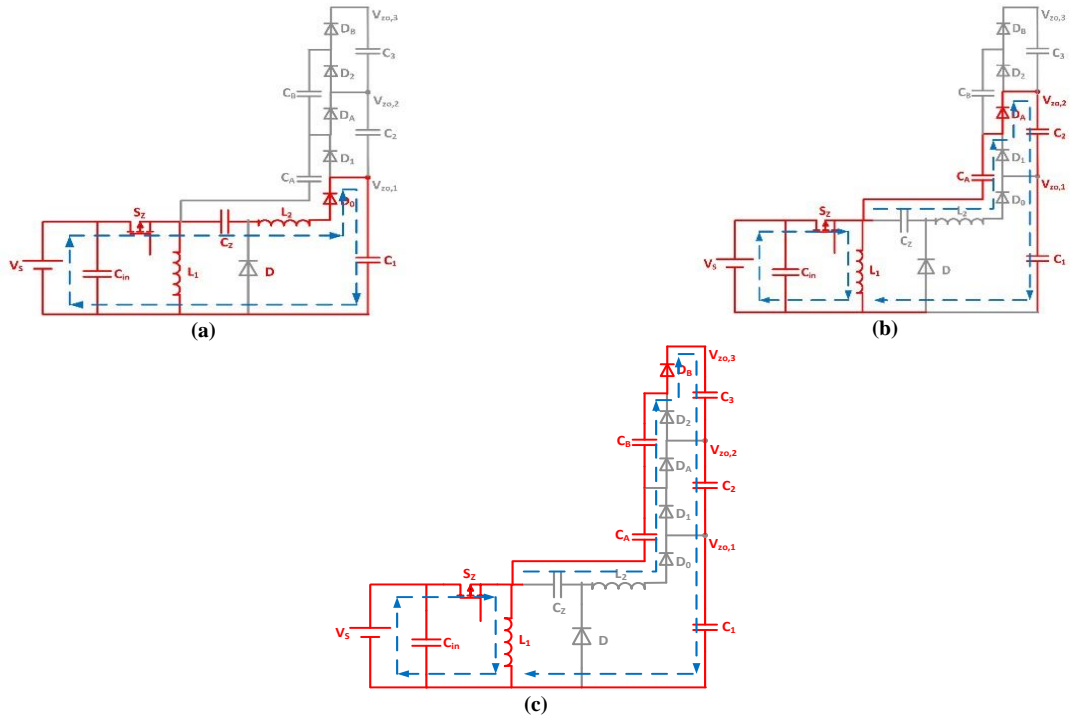 V_zo,3
D_B
C_3
D_2
C_B
V_zo,2
D_A
C_2
D_1
C_A
V_zo,1
D_0
S_Z
L_2
C_Z
V_S
C_in
L_1
D
C_1
(a)
V_zo,3
D_B
C_3
D_2
C_B
V_zo,2
D_A
C_2
D_1
C_A
V_zo,1
D_0
S_Z
L_2
C_Z
V_S
C_in
L_1
D
C_1
(b)
V_zo,3
D_B
C_3
D_2
C_B
V_zo,2
D_A
C_2
D_1
C_A
V_zo,1
D_0
S_Z
L_2
C_Z
V_S
C_in
L_1
D
C_1
(c)